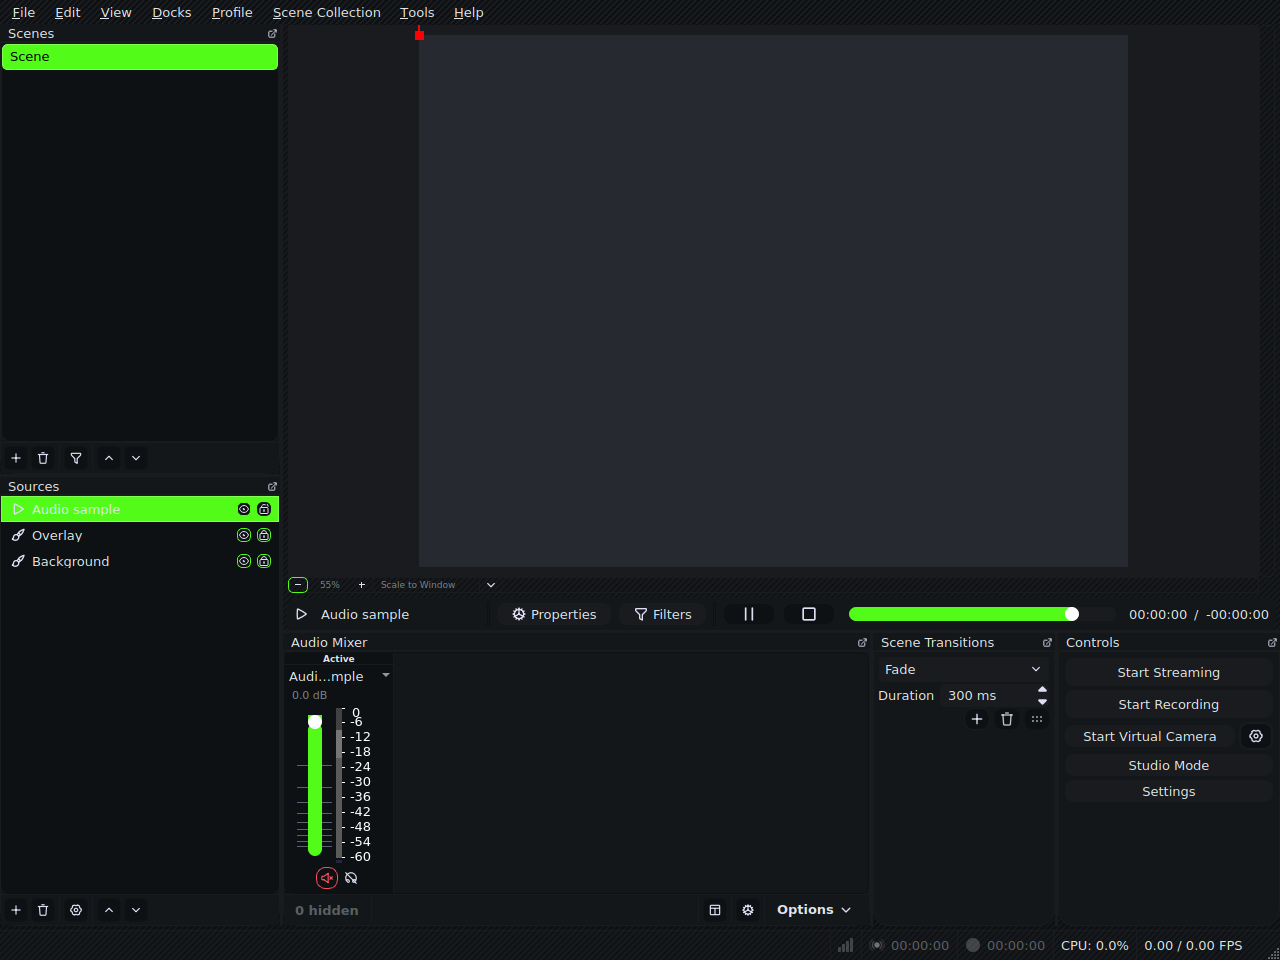 File Edit View Docks Profile Scene Collection Tools Help
Scenes
Scene
Sources
Audio sample
Overlay
Background
55% Scale to Window
Audio sample Properties Filters 00:00:00 / -00:00:00
Audio Mixer
Active
Audi...mple
0.0 dB
0
-6
-12
-18
-24
-30
-36
-42
-48
-54
-60
0 hidden Options
Scene Transitions
Fade
Duration 300 ms
Controls
Start Streaming
Start Recording
Start Virtual Camera
Studio Mode
Settings
00:00:00 00:00:00 CPU: 0.0% 0.00 / 0.00 FPS